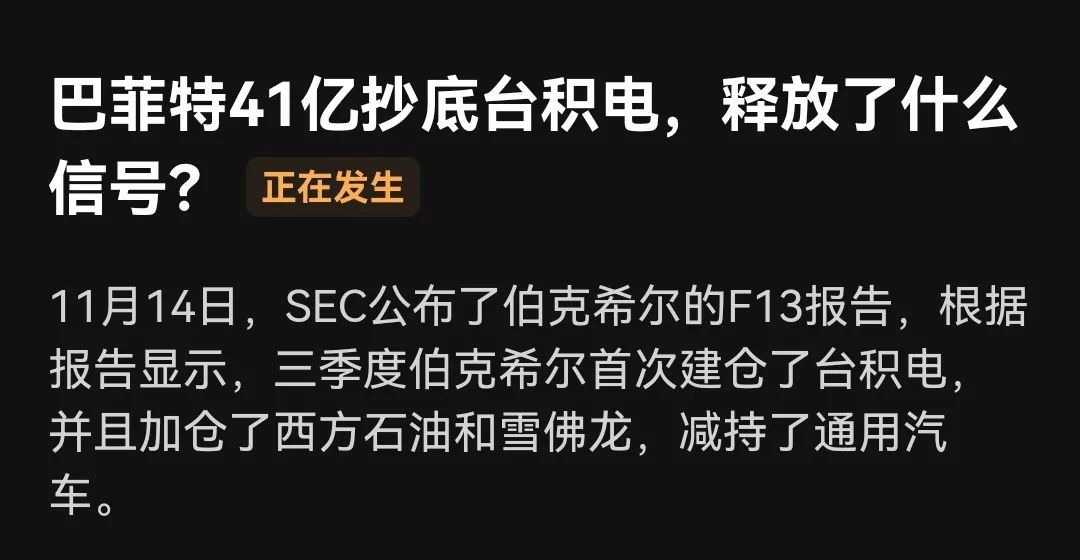 巴菲特41亿抄底台积电，释放了什么
信号？ 正在发生
11月14日，SEC公布了伯克希尔的F13报告，根据
报告显示，三季度伯克希尔首次建仓了台积电，
并且加仓了西方石油和雪佛龙，减持了通用汽
车。